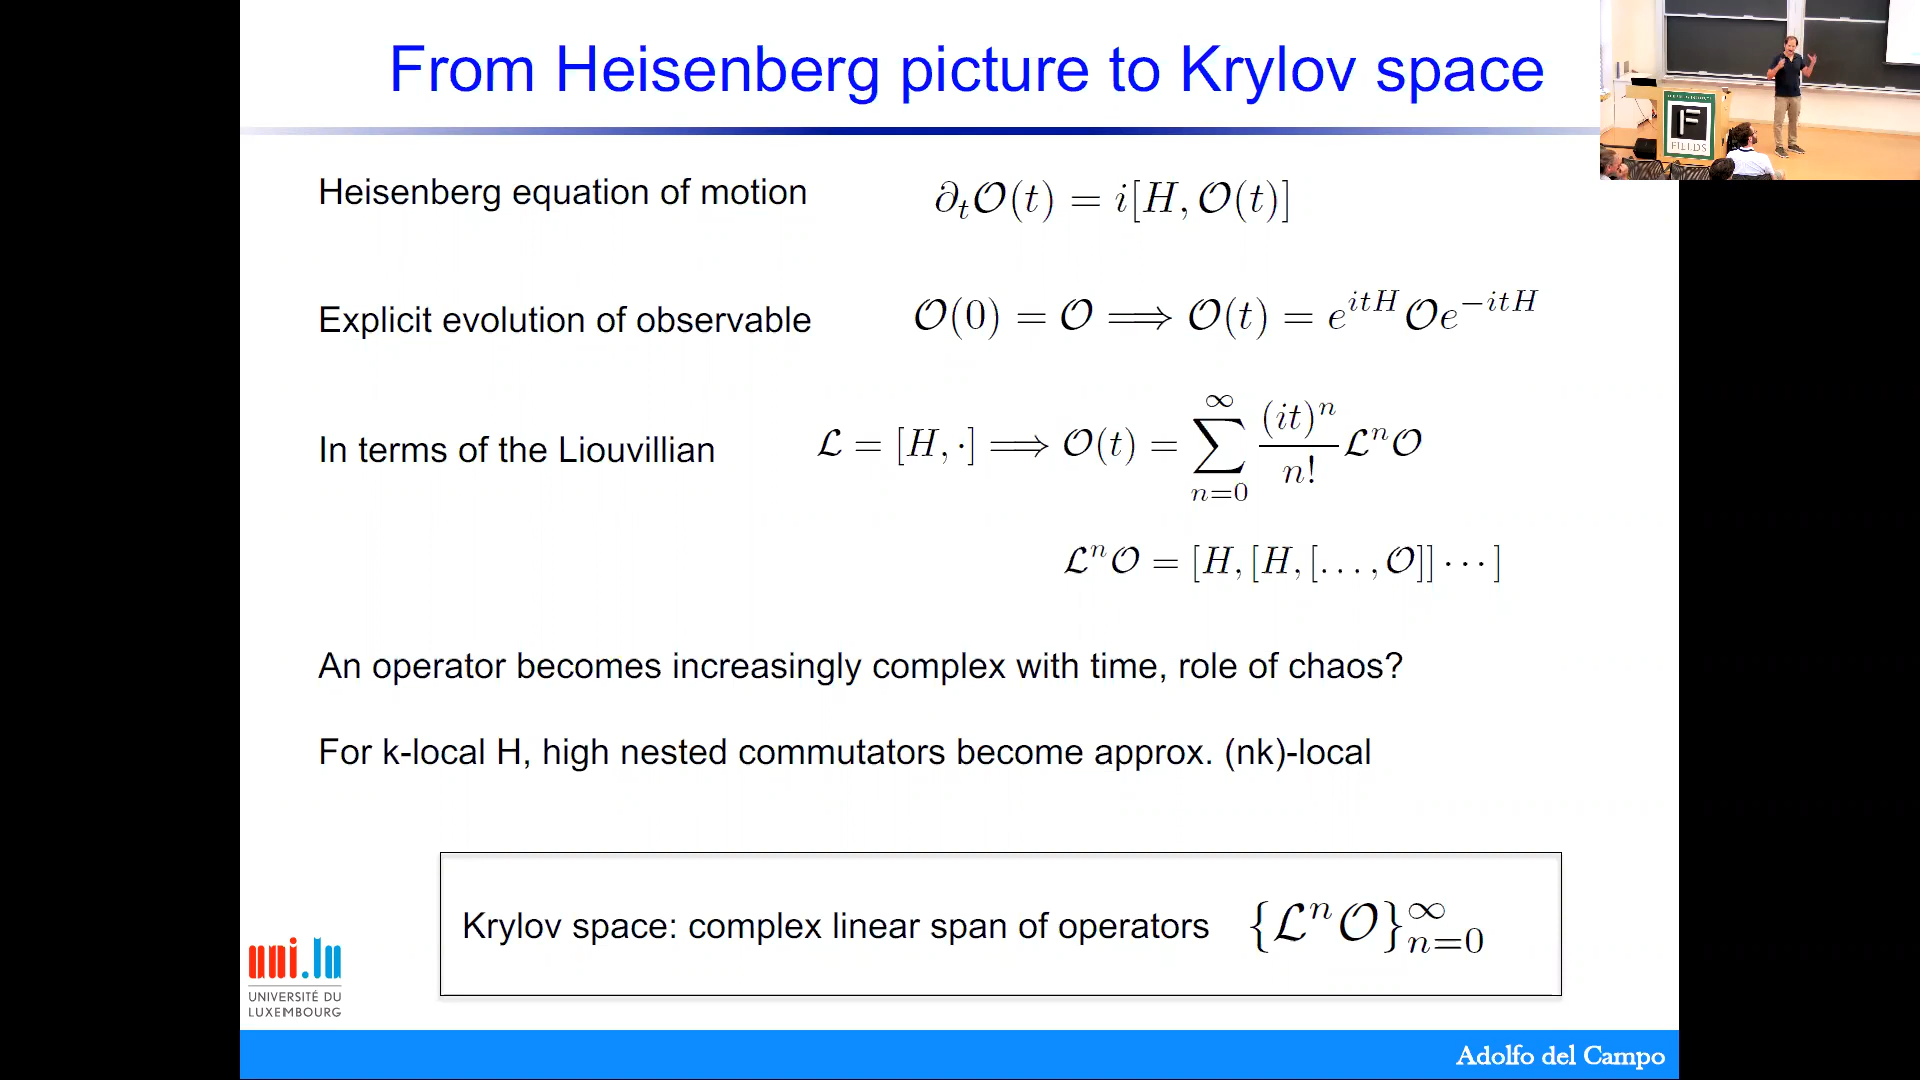 From Heisenberg picture to Krylov space
FIELDS
Heisenberg equation of motion ∂ₜ𝒪(t) = i[H, 𝒪(t)]
Explicit evolution of observable 𝒪(0) = 𝒪 ⟹ 𝒪(t) = e^{itH} 𝒪 e^{−itH}
In terms of the Liouvillian ℒ = [H, ·] ⟹ 𝒪(t) = ∑_{n=0}^{∞} \frac{(it)^n}{n!} ℒⁿ𝒪
ℒⁿ𝒪 = [H, [H, [. . . , 𝒪]] · · · ]
An operator becomes increasingly complex with time, role of chaos?
For k-local H, high nested commutators become approx. (nk)-local
Krylov space: complex linear span of operators {ℒⁿ𝒪}_{n=0}^{∞}
uni.lu
UNIVERSITÉ DU
LUXEMBOURG
Adolfo del Campo